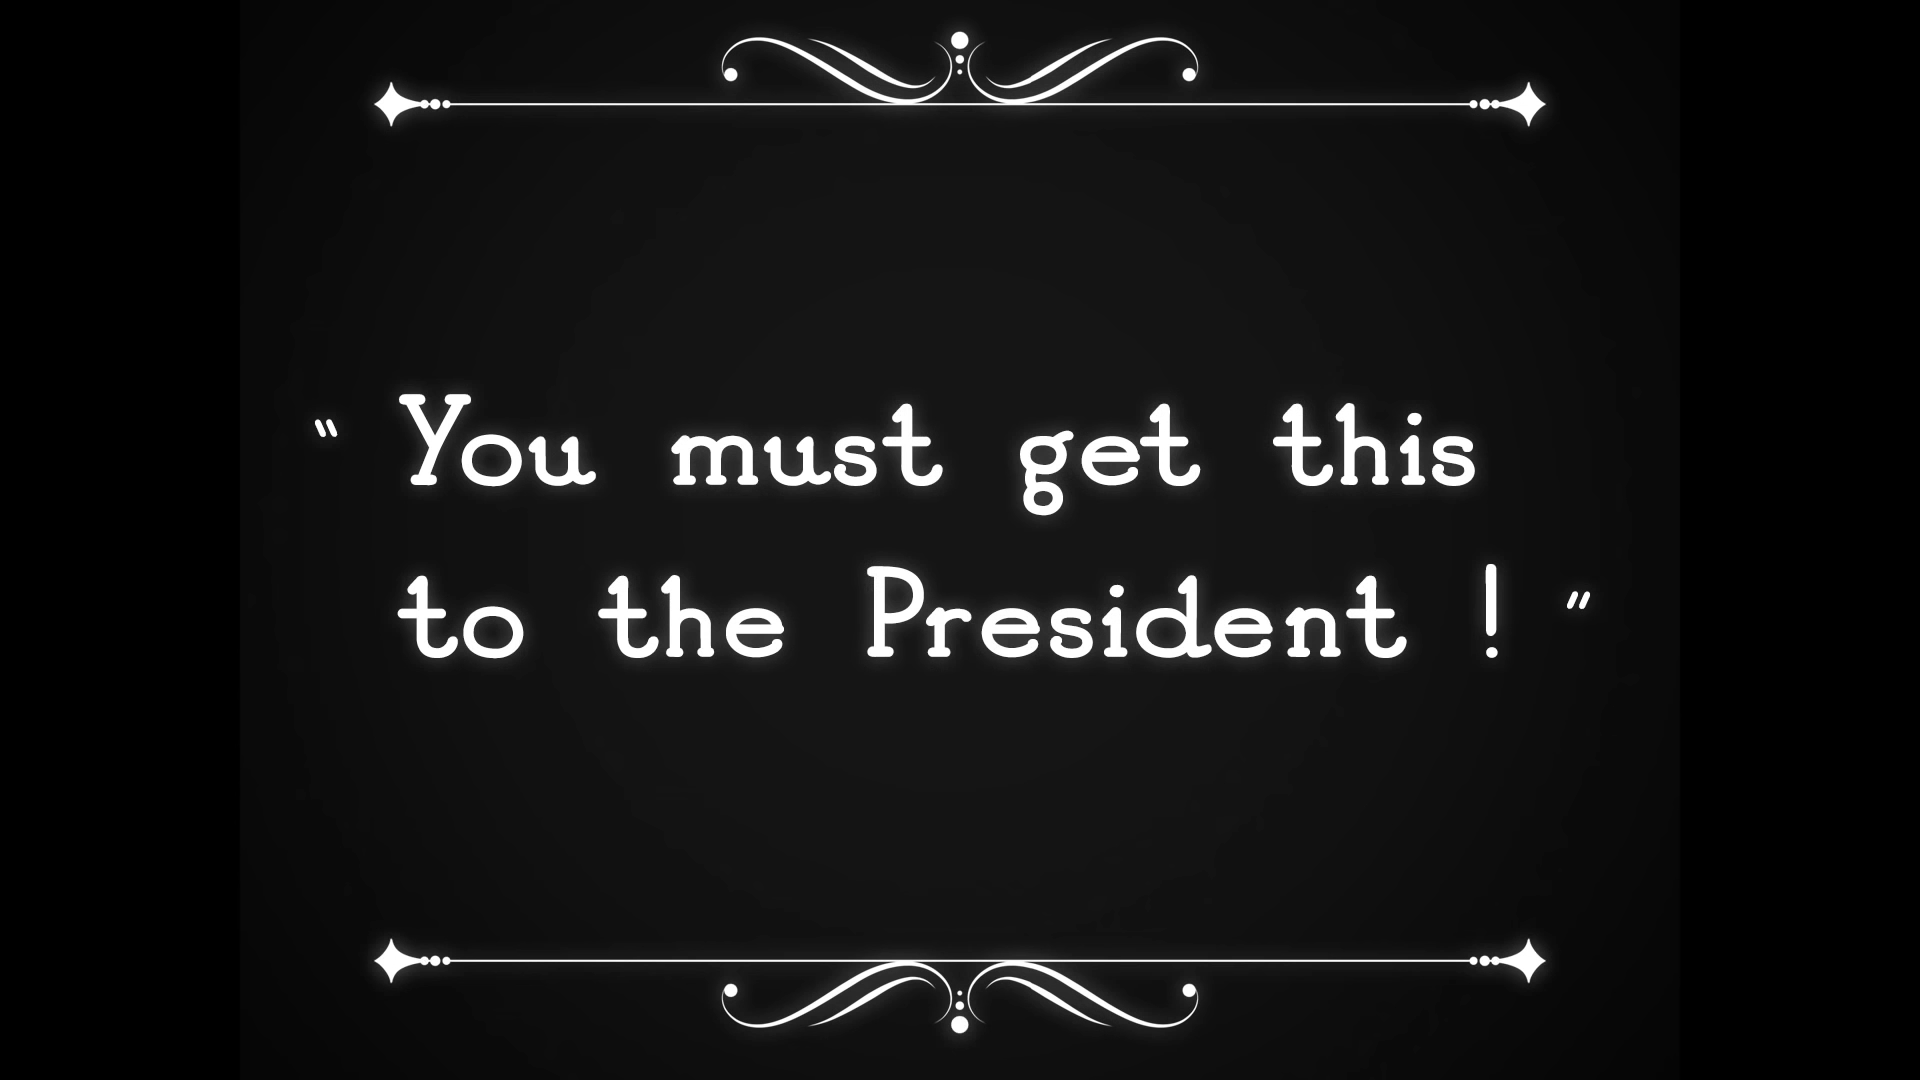 “ You must get this
to the President ! ”